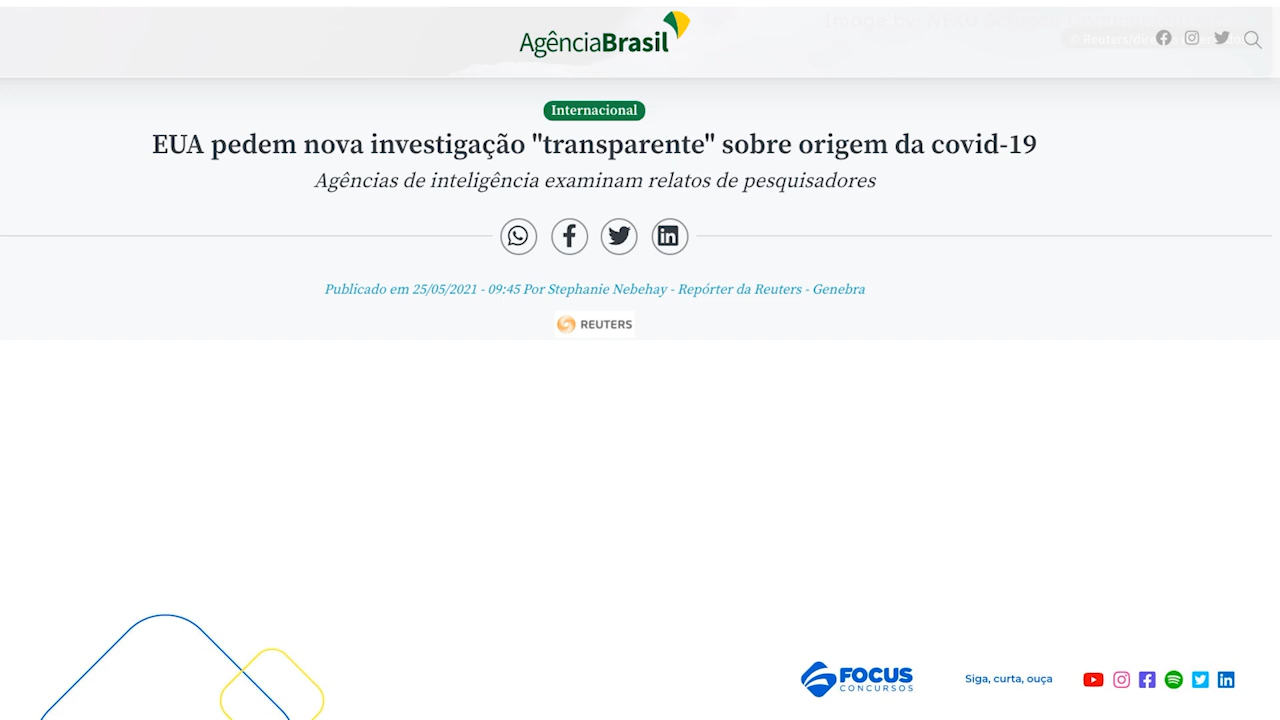 AgênciaBrasil
© Reuters/dire
Internacional
EUA pedem nova investigação "transparente" sobre origem da covid-19
Agências de inteligência examinam relatos de pesquisadores
Publicado em 25/05/2021 - 09:45 Por Stephanie Nebehay - Repórter da Reuters - Genebra
REUTERS
FOCUS
CONCURSOS
Siga, curta, ouça